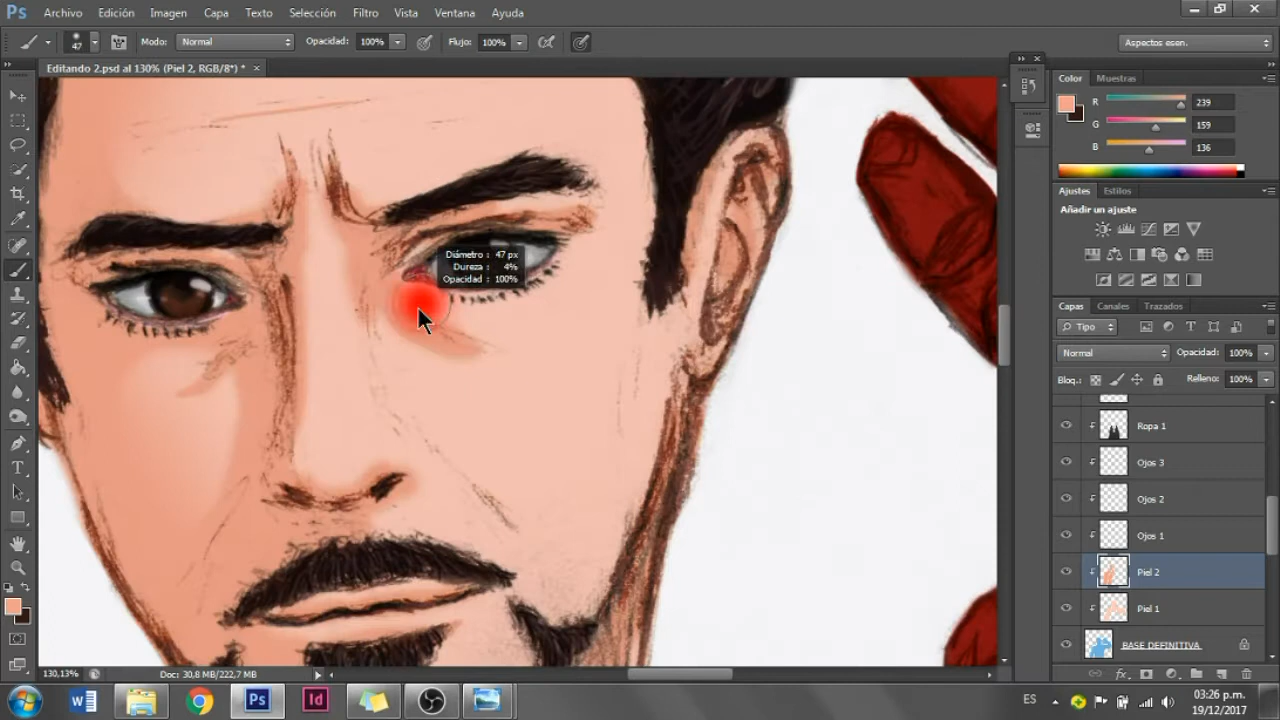 Ps Archivo Edición Imagen Capa Texto Selección Filtro Vista Ventana Ayuda
47 Modo: Normal Opacidad: 100% Flujo: 100% Aspectos esen.
Editando 2.psd al 130% (Piel 2, RGB/8*) * ×
Color Muestras
R 239
G 159
B 136
Ajustes Estilos
Añadir un ajuste
Diámetro : 47 px
Dureza : 4%
Opacidad : 100%
Capas Canales Trazados
Tipo
Normal Opacidad: 100%
Bloq.: Relleno: 100%
Ropa 1
Ojos 3
Ojos 2
Ojos 1
Piel 2
Piel 1
BASE DEFINITIVA
130,13% Doc: 30,8 MB/222,7 MB
W Ps Id ES 03:26 p.m.
19/12/2017